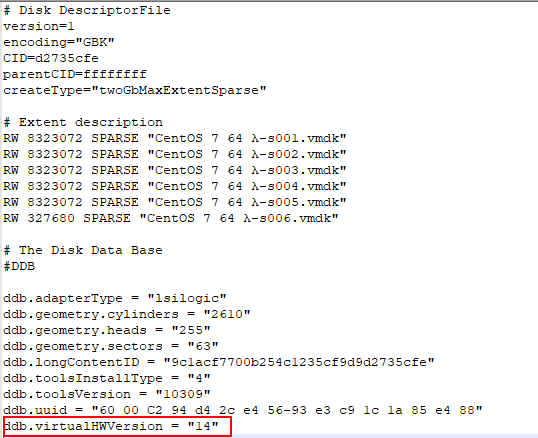 # Disk DescriptorFile
version=1
encoding="GBK"
CID=d2735cfe
parentCID=ffffffff
createType="twoGbMaxExtentSparse"
# Extent description
RW 8323072 SPARSE "CentOS 7 64 λ-s001.vmdk"
RW 8323072 SPARSE "CentOS 7 64 λ-s002.vmdk"
RW 8323072 SPARSE "CentOS 7 64 λ-s003.vmdk"
RW 8323072 SPARSE "CentOS 7 64 λ-s004.vmdk"
RW 8323072 SPARSE "CentOS 7 64 λ-s005.vmdk"
RW 327680 SPARSE "CentOS 7 64 λ-s006.vmdk"
# The Disk Data Base
#DDB
ddb.adapterType = "lsilogic"
ddb.geometry.cylinders = "2610"
ddb.geometry.heads = "255"
ddb.geometry.sectors = "63"
ddb.longContentID = "9c1acf7700b254c1235cf9d9d2735cfe"
ddb.toolsInstallType = "4"
ddb.toolsVersion = "10309"
ddb.uuid = "60 00 C2 94 d4 2c e4 56-93 e3 c9 1c 1a 85 e4 88"
ddb.virtualHWVersion = "14"